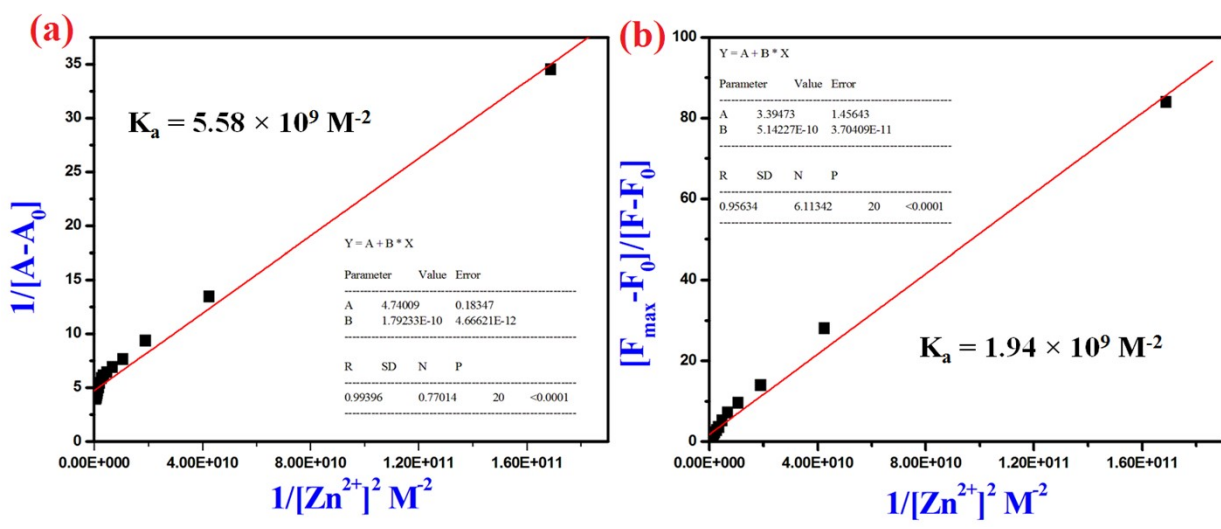 (a)
1/[A-A0]
35
30
25
20
15
10
5
0
Ka = 5.58 × 10^9 M^-2
Y = A + B * X
Parameter Value Error
------------------------------------------------------------
A 4.74009 0.18347
B 1.79233E-10 4.66621E-12
------------------------------------------------------------
R SD N P
------------------------------------------------------------
0.99396 0.77014 20 <0.0001
------------------------------------------------------------
0.00E+000 4.00E+010 8.00E+010 1.20E+011 1.60E+011
1/[Zn2+]2 M-2
(b)
[Fmax-F0]/[F-F0]
100
80
60
40
20
0
Y = A + B * X
Parameter Value Error
------------------------------------------------------------
A 3.39473 1.45643
B 5.14227E-10 3.70409E-11
------------------------------------------------------------
R SD N P
------------------------------------------------------------
0.95634 6.11342 20 <0.0001
------------------------------------------------------------
Ka = 1.94 × 10^9 M^-2
0.00E+000 4.00E+010 8.00E+010 1.20E+011 1.60E+011
1/[Zn2+]2 M-2